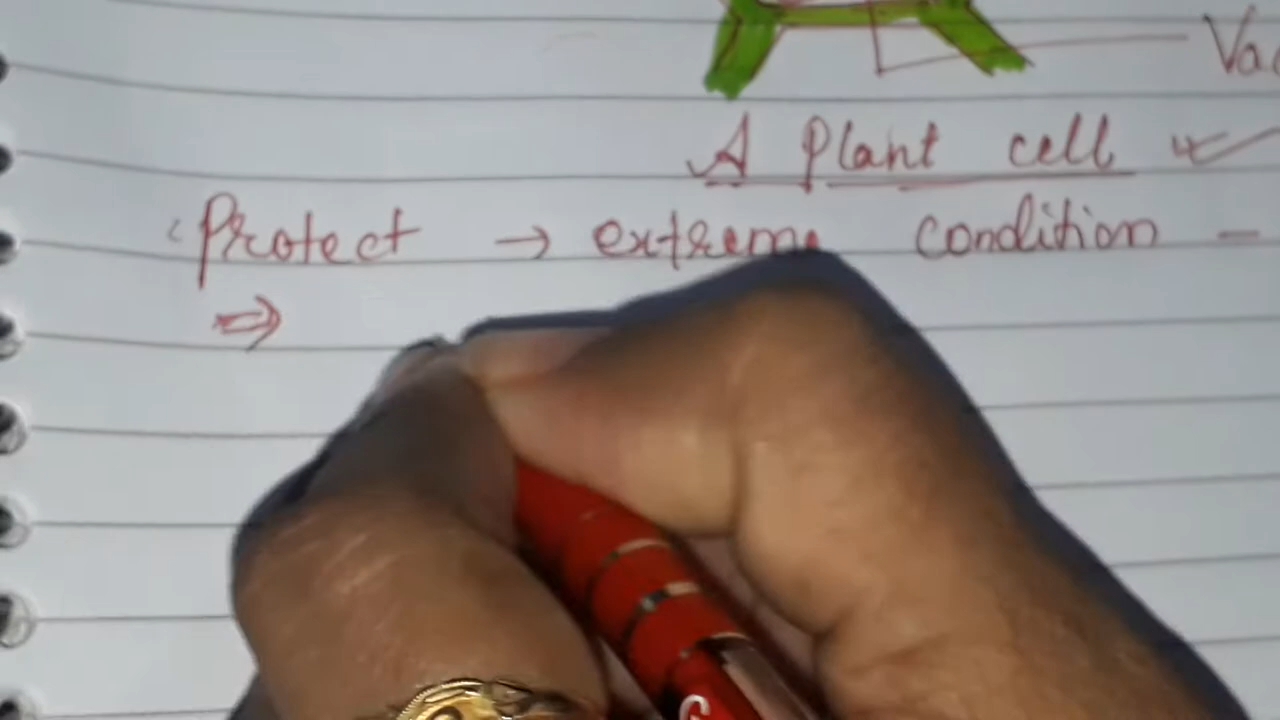 A Plant cell
Protect → extreme condition -
⇒